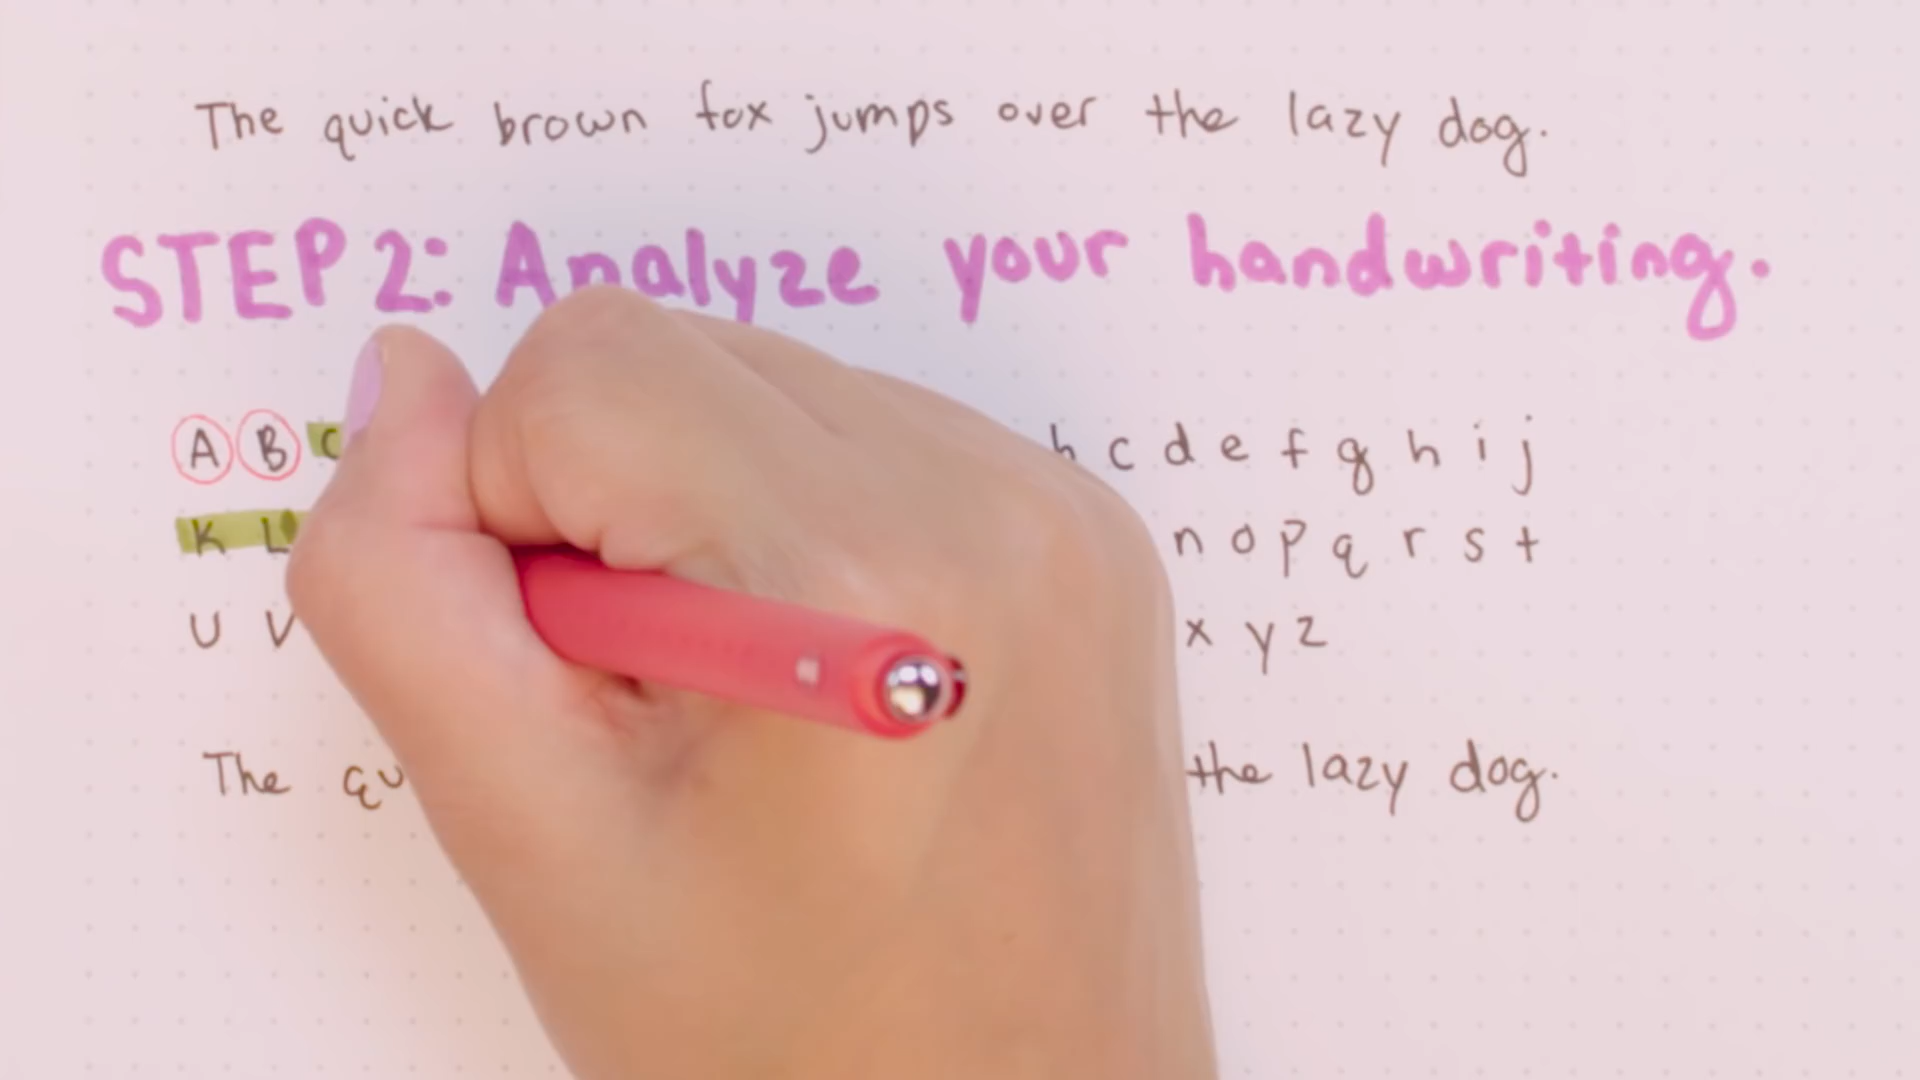 The quick brown fox jumps over the lazy dog.
STEP 2: Analyze your handwriting.
A B C h c d e f g h i j
K L n o p q r s t
U V x y z
The the lazy dog.